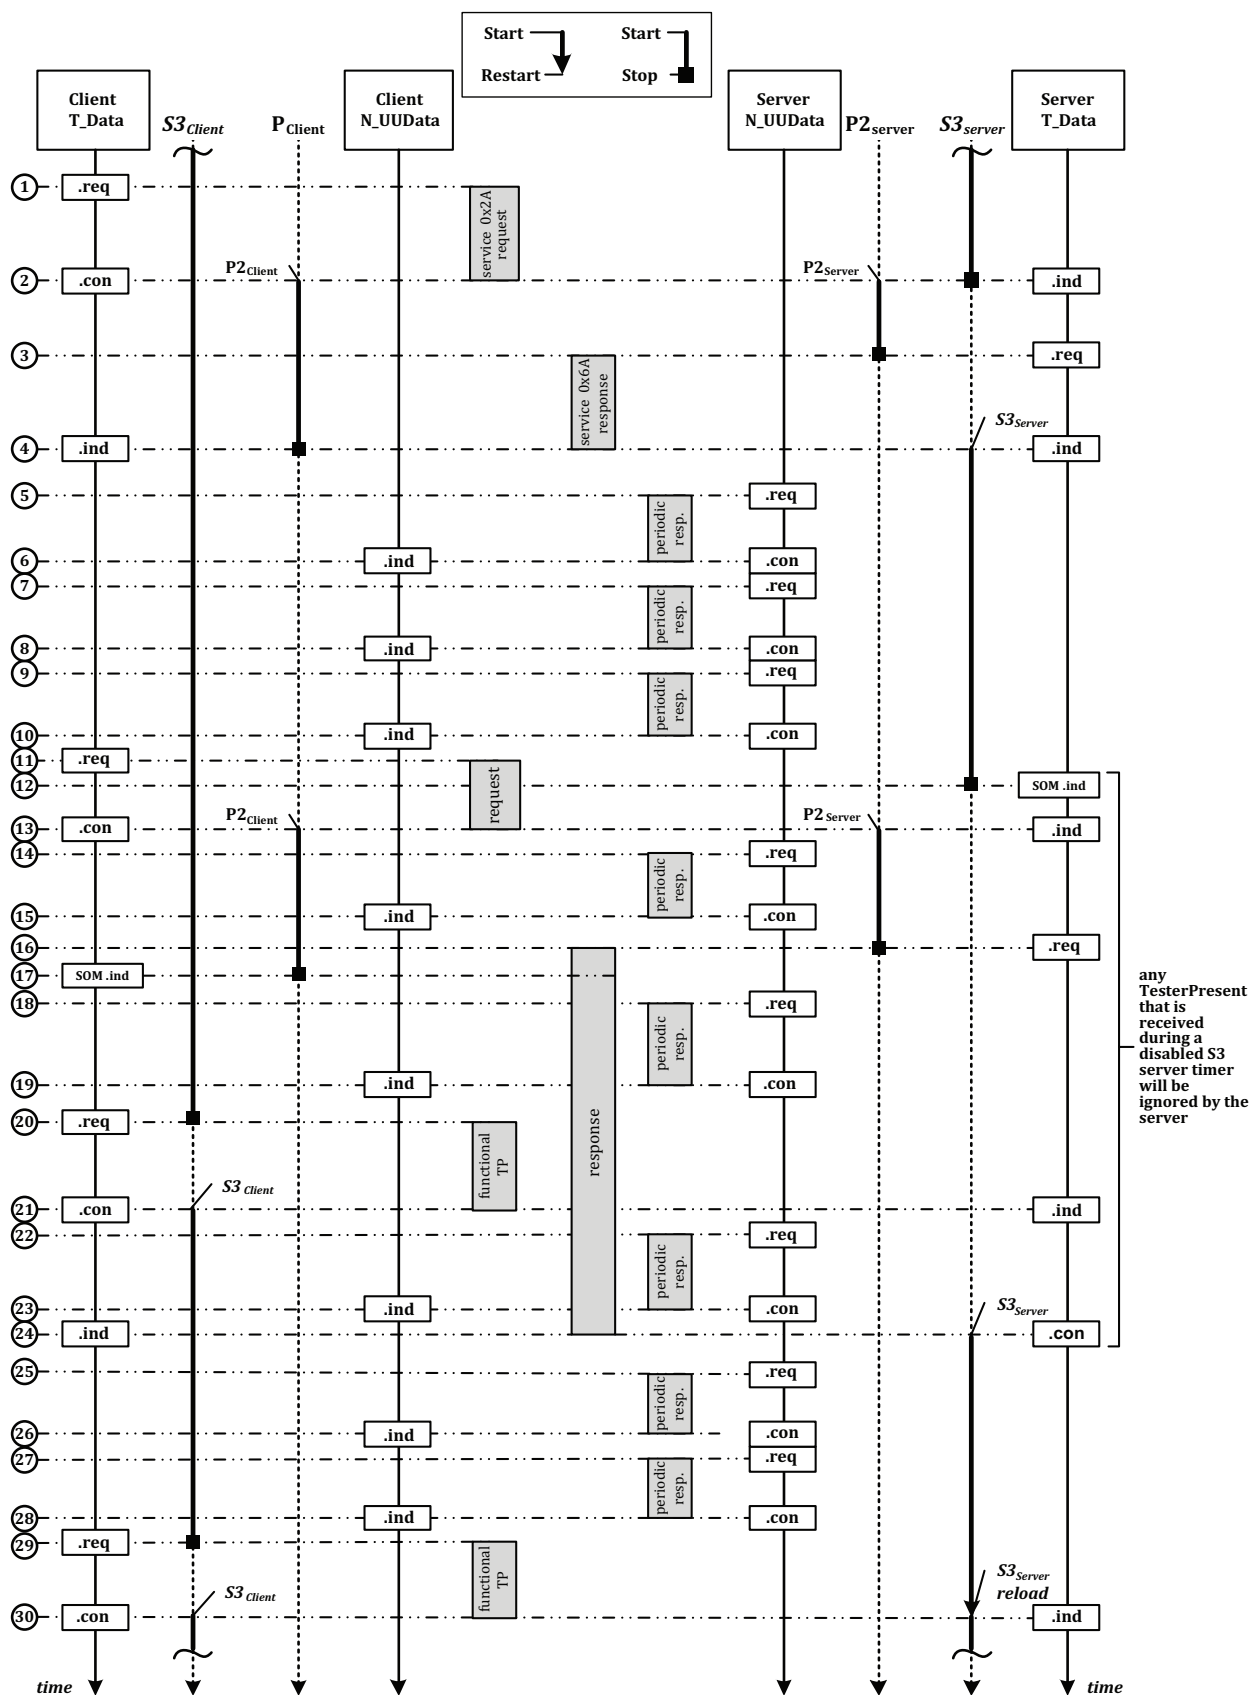 Start
Start
Restart
Stop
Client
T_Data
S3Client
PClient
Client
N_UUData
Server
N_UUData
P2server
S3server
Server
T_Data
1
.req
service 0x2A
request
2
.con
P2Client
P2Server
.ind
3
.req
service 0x6A
response
4
.ind
S3Server
.ind
5
.req
periodic
resp.
6
.ind
.con
7
.req
periodic
resp.
8
.ind
.con
9
.req
periodic
resp.
10
.ind
.con
11
.req
request
12
SOM .ind
13
.con
P2Client
P2Server
.ind
14
.req
periodic
resp.
15
.ind
.con
16
.req
response
17
SOM .ind
18
.req
periodic
resp.
19
.ind
.con
any
TesterPresent
that is
received
during a
disabled S3
server timer
will be
ignored by the
server
20
.req
functional
TP
21
.con
S3Client
.ind
22
.req
periodic
resp.
23
.ind
.con
24
.ind
S3Server
.con
25
.req
periodic
resp.
26
.ind
.con
27
.req
periodic
resp.
28
.ind
.con
29
.req
functional
TP
30
.con
S3Client
S3Server
reload
.ind
time
time